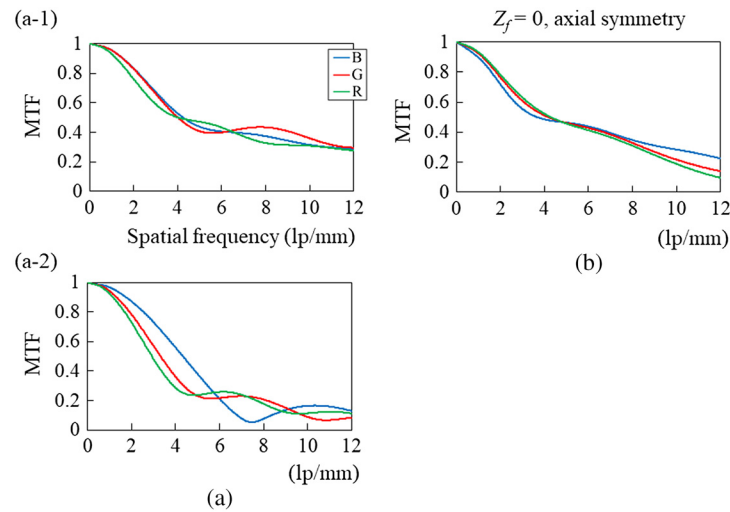 (a-1)
MTF
1
0.8
0.6
0.4
0.2
0
0 2 4 6 8 10 12
Spatial frequency (lp/mm)
B
G
R
Z_f = 0, axial symmetry
MTF
1
0.8
0.6
0.4
0.2
0
0 2 4 6 8 10 12
(lp/mm)
(b)
(a-2)
MTF
1
0.8
0.6
0.4
0.2
0
0 2 4 6 8 10 12
(lp/mm)
(a)